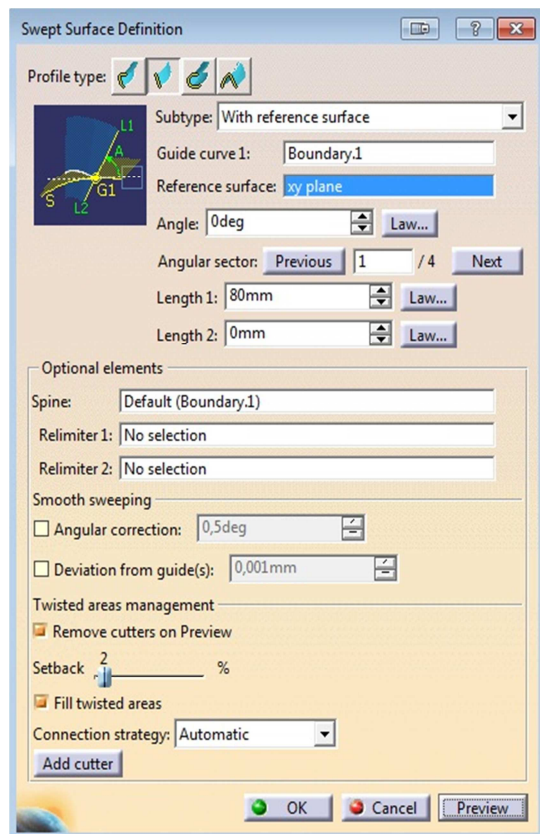 Swept Surface Definition
?
Profile type:
L1
A
G1
S
L2
Subtype: With reference surface
Guide curve 1: Boundary.1
Reference surface: xy plane
Angle: 0deg Law...
Angular sector: Previous 1 / 4 Next
Length 1: 80mm Law...
Length 2: 0mm Law...
Optional elements
Spine: Default (Boundary.1)
Relimiter 1: No selection
Relimiter 2: No selection
Smooth sweeping
Angular correction: 0,5deg
Deviation from guide(s): 0,001mm
Twisted areas management
Remove cutters on Preview
2
Setback %
Fill twisted areas
Connection strategy: Automatic
Add cutter
OK Cancel Preview